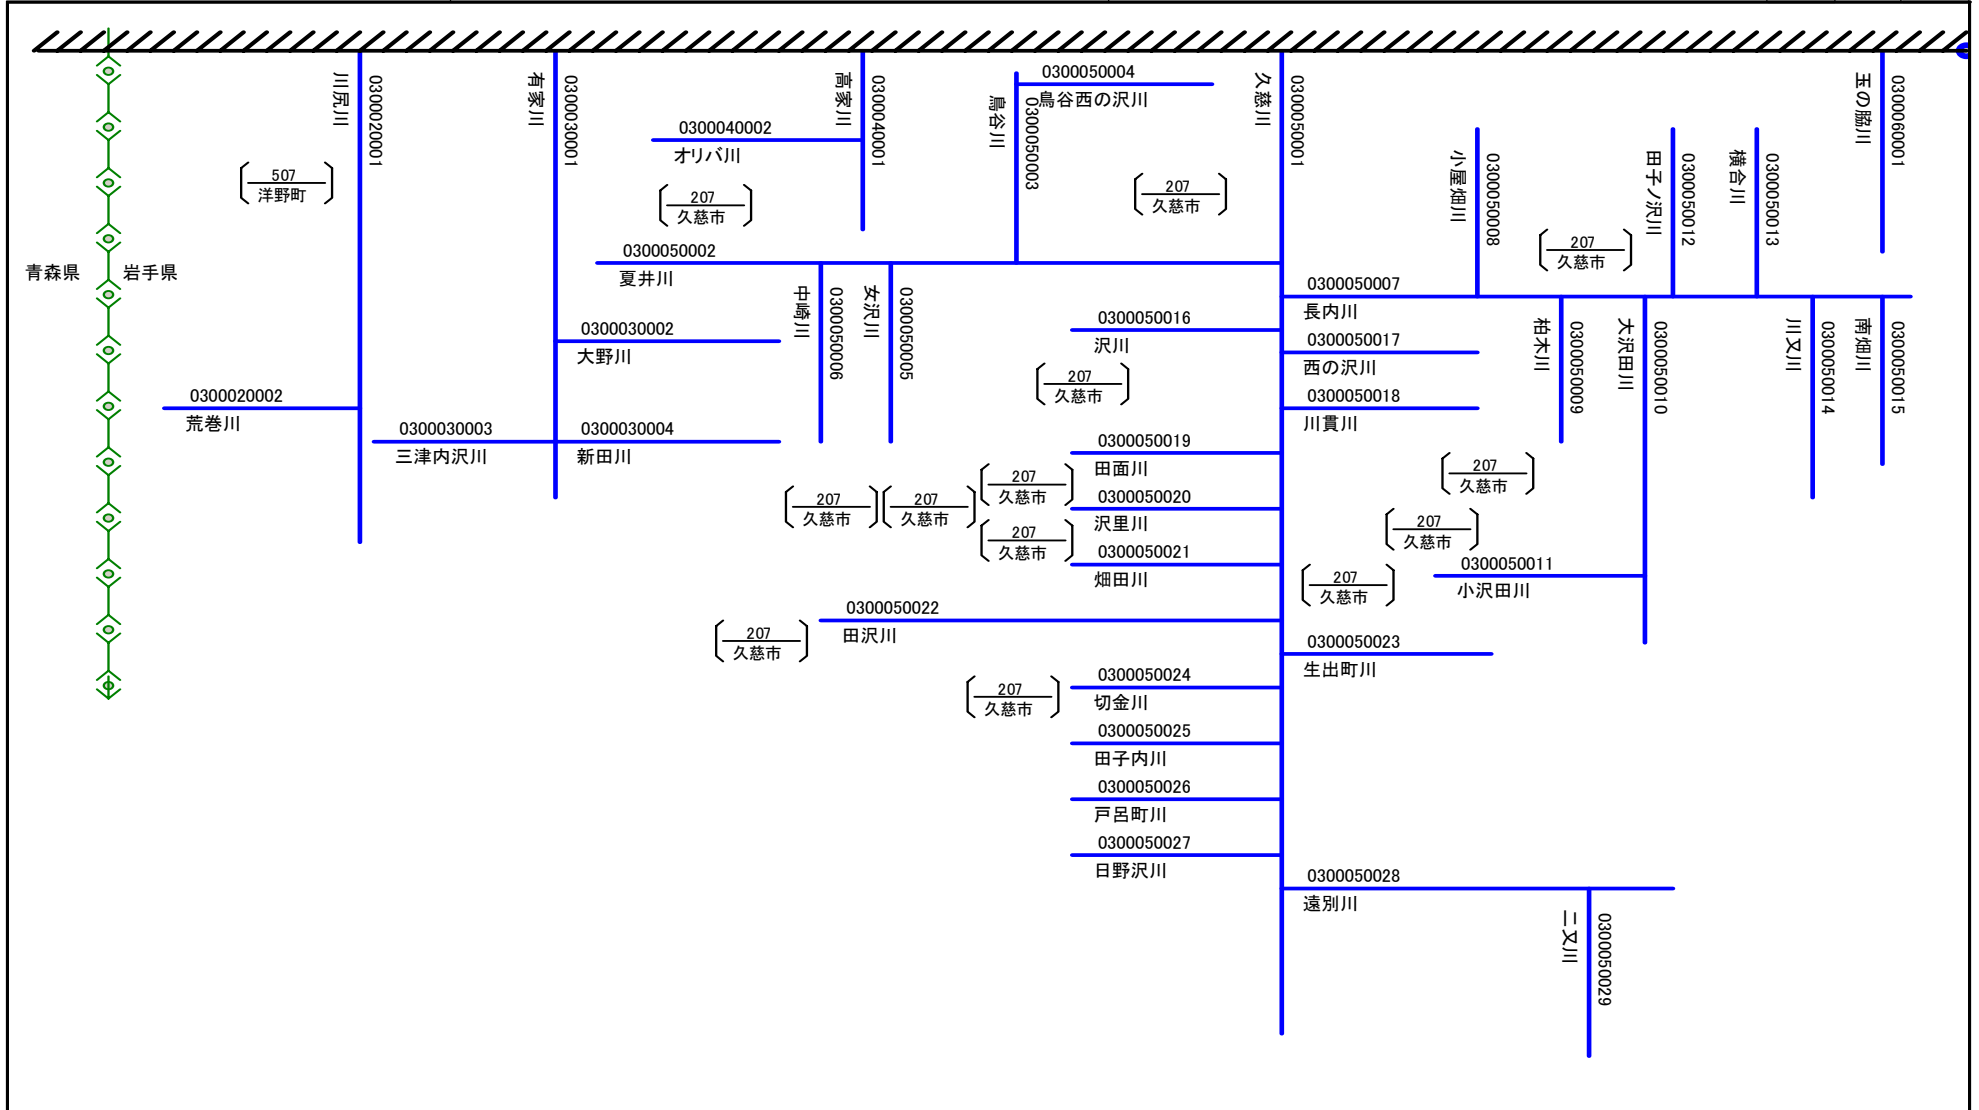 青森県
岩手県
川尻川
0300020001
507
洋野町
0300020002
荒巻川
有家川
0300030001
0300030002
大野川
0300030003
三津内沢川
0300030004
新田川
高家川
0300040001
0300040002
オリバ川
207
久慈市
久慈川
0300050001
207
久慈市
0300050002
夏井川
鳥谷川
0300050003
0300050004
鳥谷西の沢川
中崎川
0300050006
女沢川
0300050005
207
久慈市
207
久慈市
0300050007
長内川
小屋畑川
0300050008
207
久慈市
田子ノ沢川
0300050012
横合川
0300050013
柏木川
0300050009
大沢田川
0300050010
川又川
0300050014
南畑川
0300050015
207
久慈市
207
久慈市
0300050011
小沢田川
0300050016
沢川
207
久慈市
0300050017
西の沢川
0300050018
川貫川
0300050019
田面川
207
久慈市
0300050020
沢里川
207
久慈市
0300050021
畑田川
207
久慈市
0300050022
田沢川
207
久慈市
0300050023
生出町川
0300050024
切金川
207
久慈市
0300050025
田子内川
0300050026
戸呂町川
0300050027
日野沢川
0300050028
遠別川
二又川
0300050029
玉の脇川
0300060001